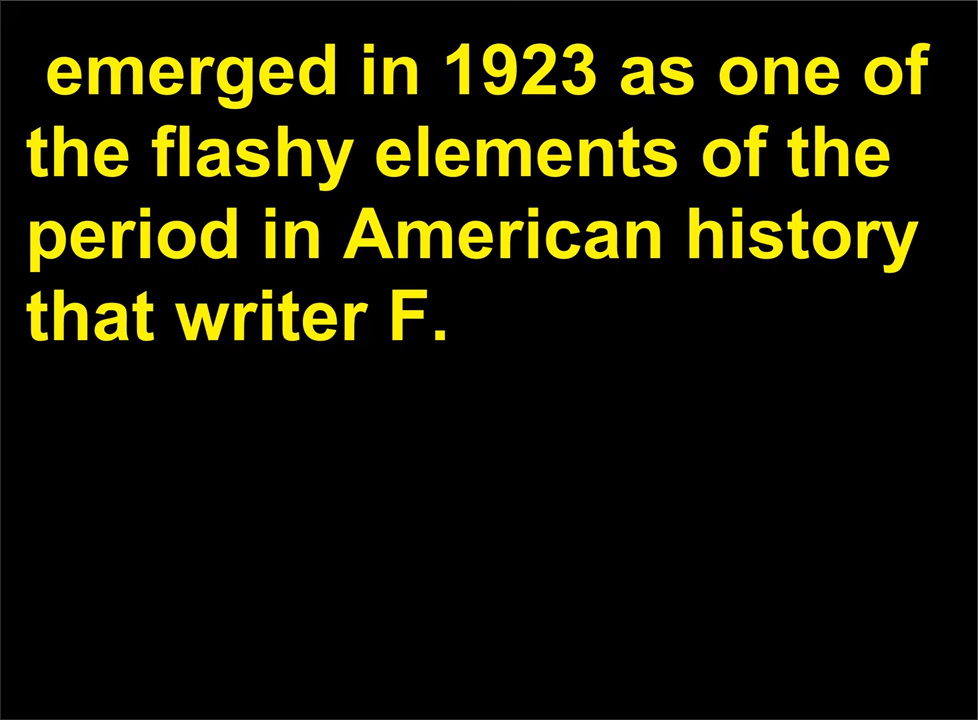 emerged in 1923 as one of
the flashy elements of the
period in American history
that writer F.